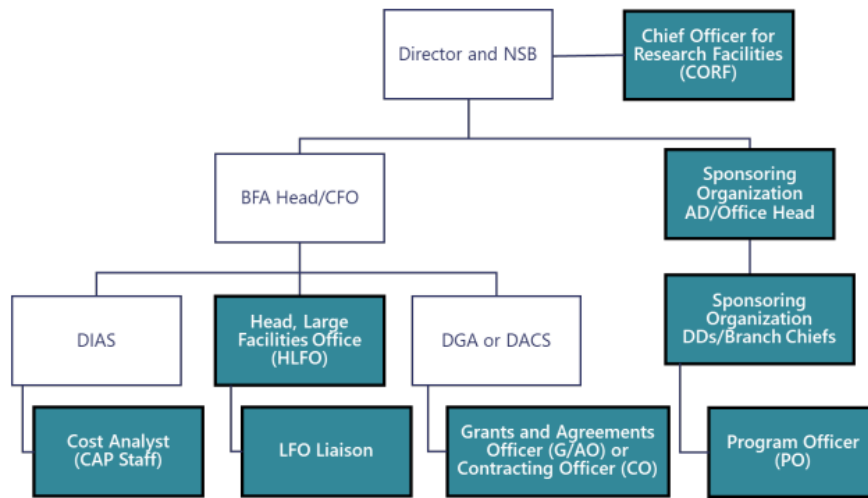 Director and NSB
Chief Officer for
Research Facilities
(CORF)
BFA Head/CFO
Sponsoring
Organization
AD/Office Head
DIAS
Head, Large
Facilities Office
(HLFO)
DGA or DACS
Sponsoring
Organization
DDs/Branch Chiefs
Cost Analyst
(CAP Staff)
LFO Liaison
Grants and Agreements
Officer (G/AO) or
Contracting Officer (CO)
Program Officer
(PO)